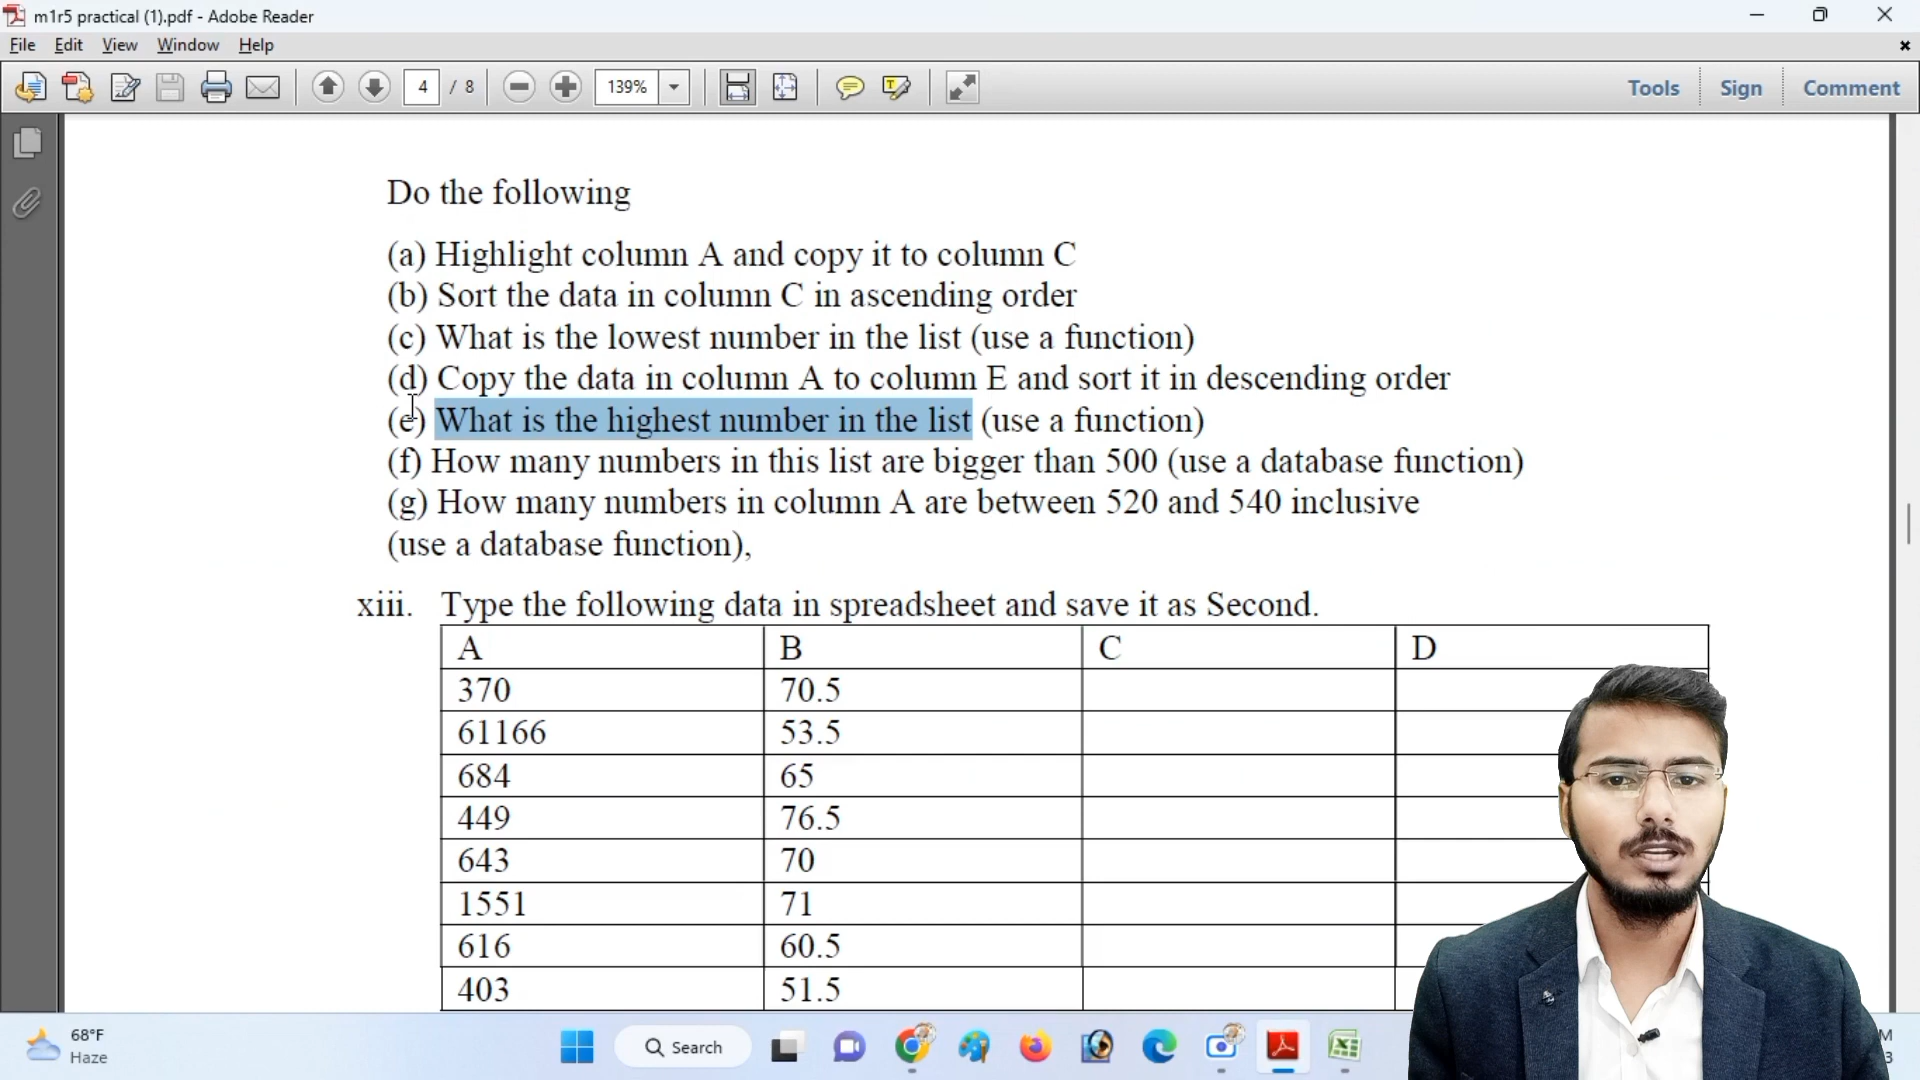 m1r5 practical (1).pdf - Adobe Reader
File Edit View Window Help
4 / 8 139% Tools Sign Comment
Do the following
(a) Highlight column A and copy it to column C
(b) Sort the data in column C in ascending order
(c) What is the lowest number in the list (use a function)
(d) Copy the data in column A to column E and sort it in descending order
(e) What is the highest number in the list (use a function)
(f) How many numbers in this list are bigger than 500 (use a database function)
(g) How many numbers in column A are between 520 and 540 inclusive
(use a database function),
xiii. Type the following data in spreadsheet and save it as Second.
A B C D
370 70.5
61166 53.5
684 65
449 76.5
643 70
1551 71
616 60.5
403 51.5
68°F
Haze
Search